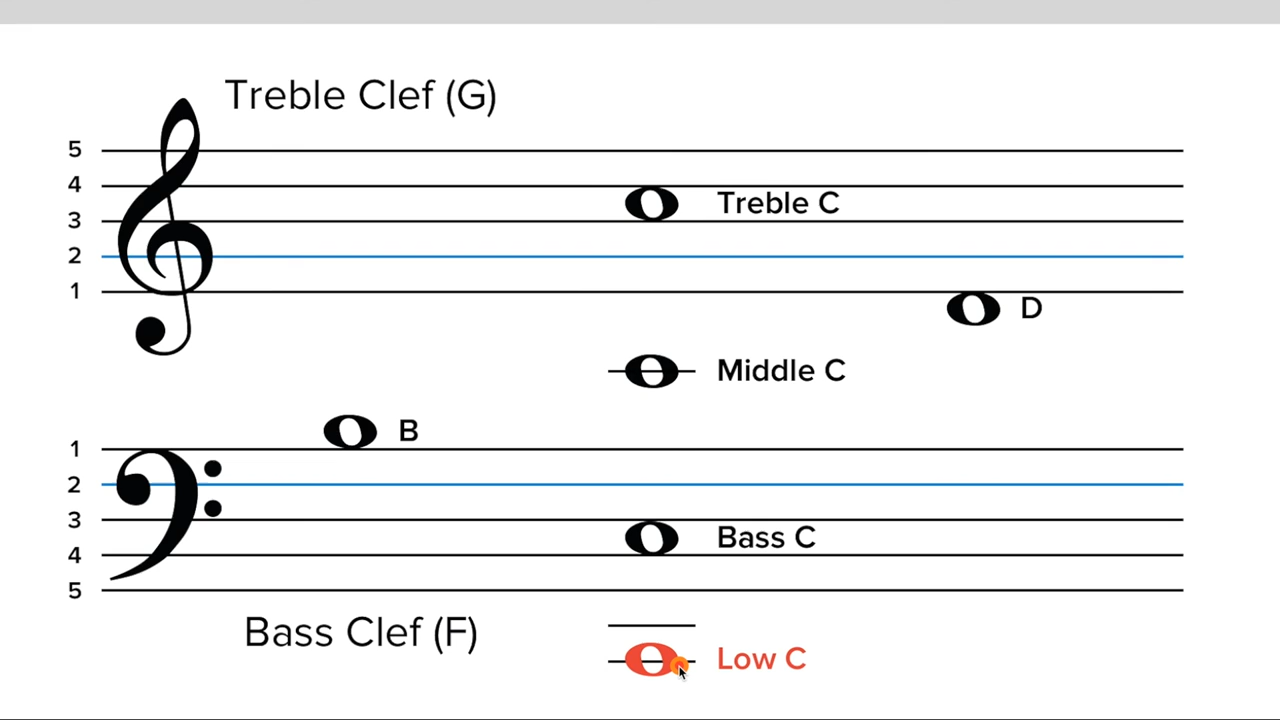 Treble Clef (G)
5
4
3
Treble C
2
1
D
Middle C
B
1
2
3
Bass C
4
5
Bass Clef (F)
Low C